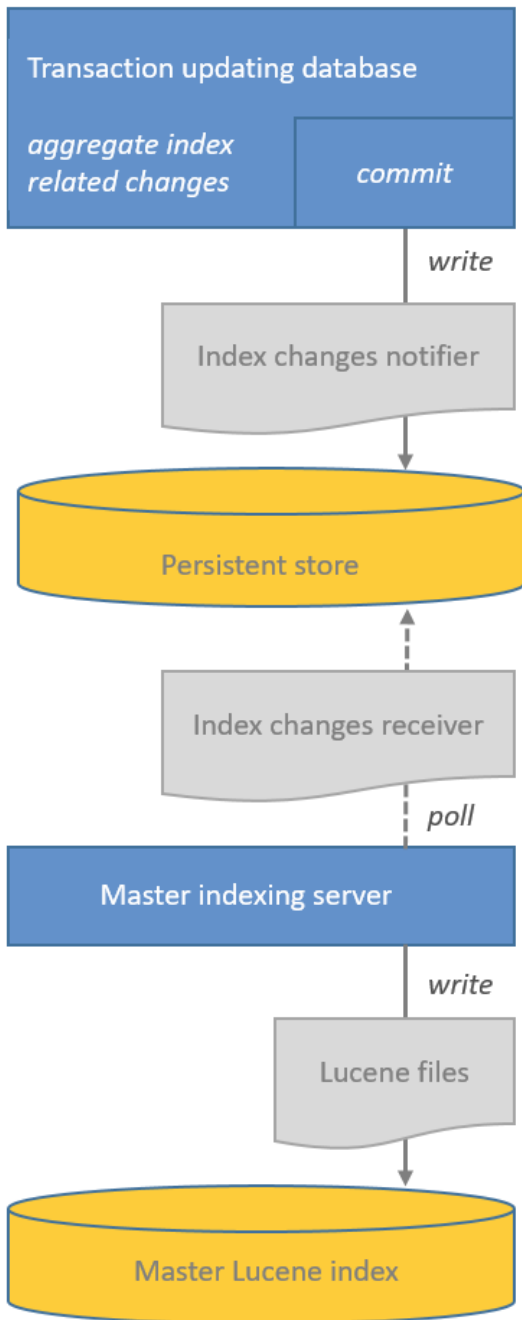 Transaction updating database
aggregate index
related changes
commit
write
Index changes notifier
Persistent store
Index changes receiver
poll
Master indexing server
write
Lucene files
Master Lucene index